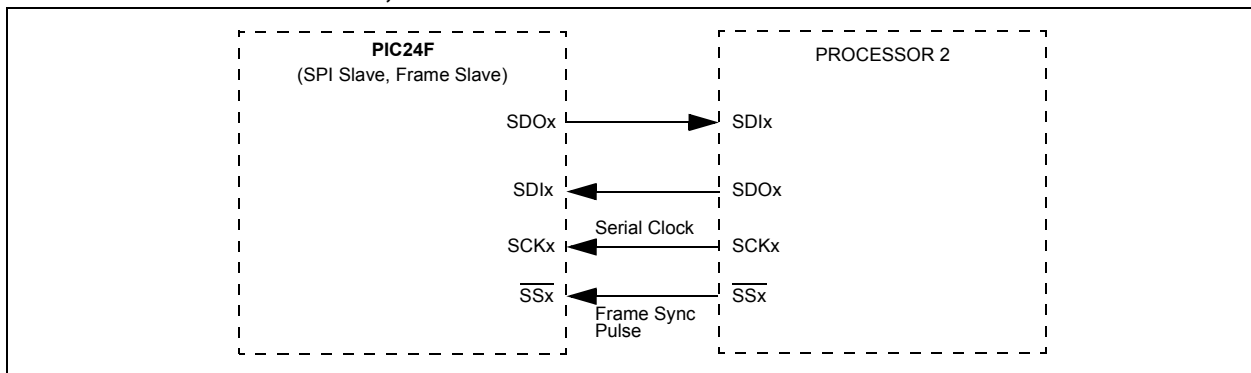 PIC24F
(SPI Slave, Frame Slave)
PROCESSOR 2
SDOx
SDIx
SDIx
SDOx
Serial Clock
SCKx
SCKx
SSx
SSx
Frame Sync
Pulse